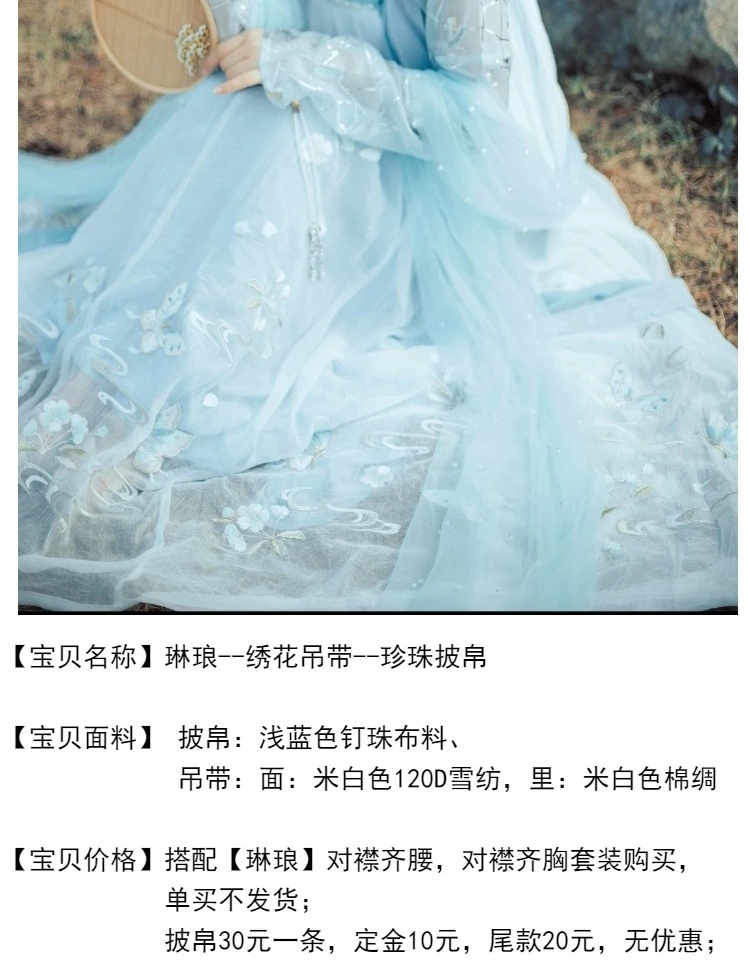 【宝贝名称】琳琅--绣花吊带--珍珠披帛
【宝贝面料】 披帛：浅蓝色钉珠布料、
吊带：面：米白色120D雪纺，里：米白色棉绸
【宝贝价格】搭配【琳琅】对襟齐腰，对襟齐胸套装购买，
单买不发货；
披帛30元一条，定金10元，尾款20元，无优惠；